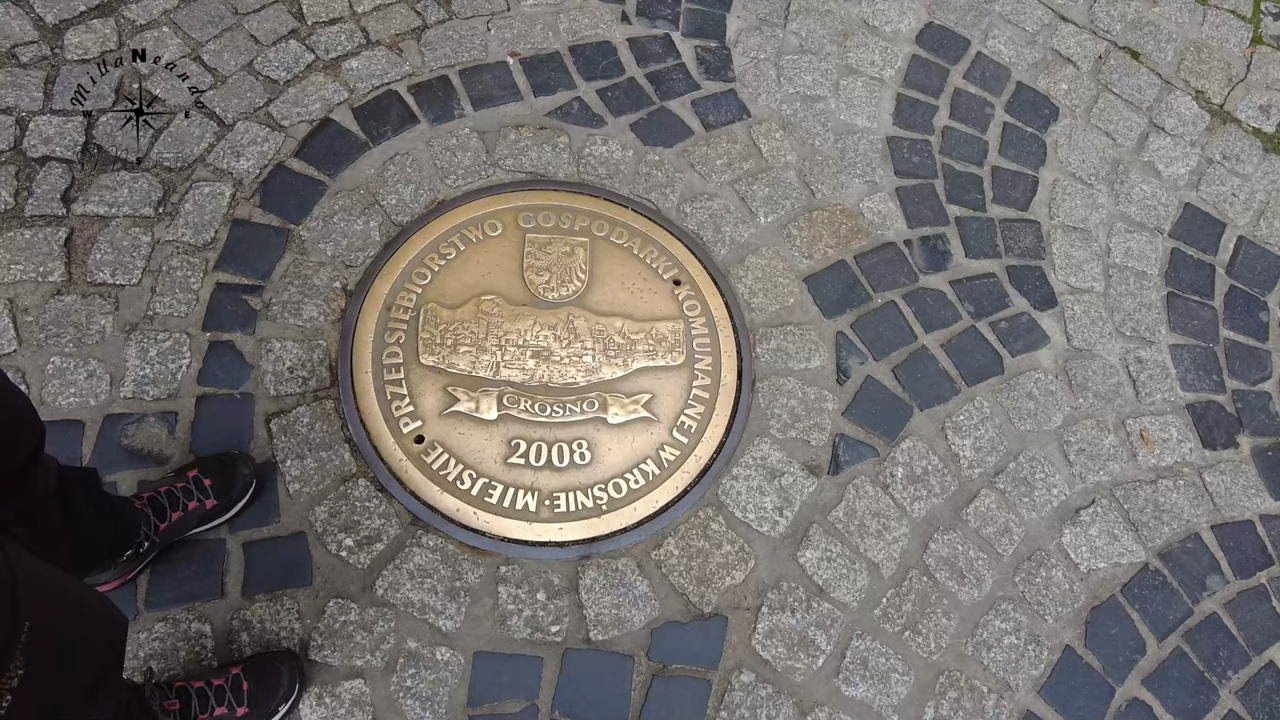 MillaNeando
N
W E
S
MIEJSKIE PRZEDSIĘBIORSTWO GOSPODARKI KOMUNALNEJ W KROŚNIE
CROSNO
2008